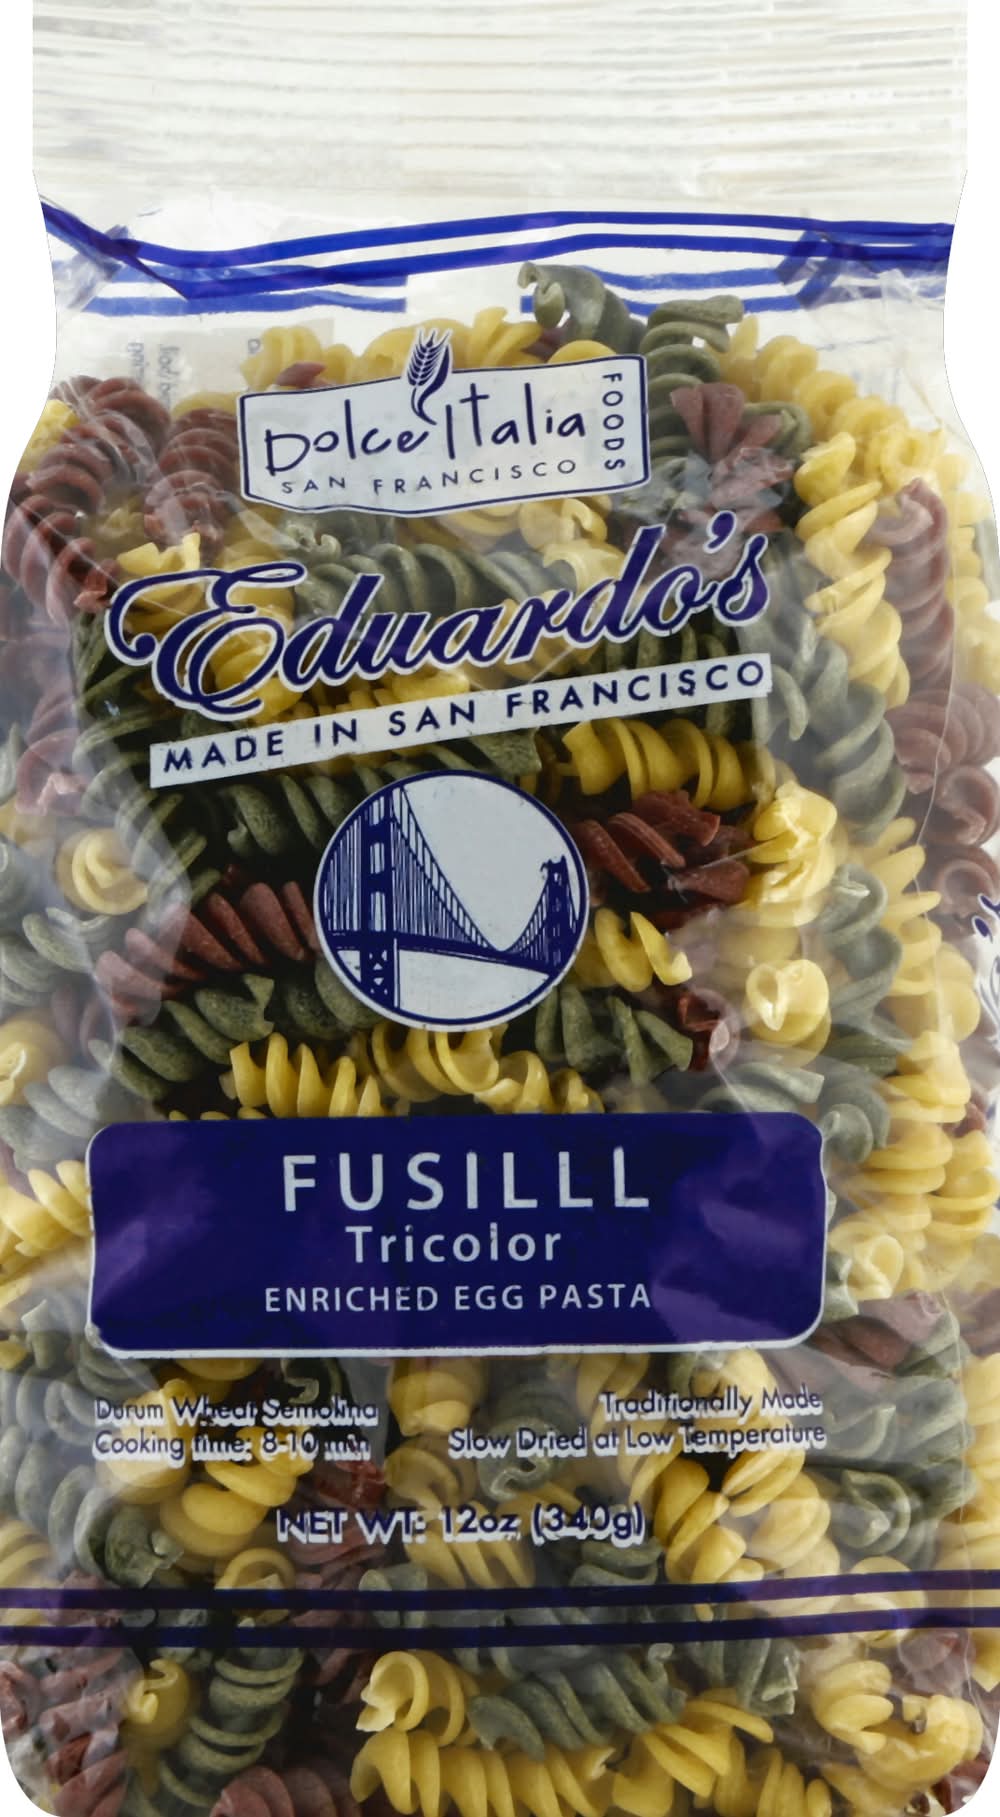 Dolce Italia
FOODS
SAN FRANCISCO
Eduardo's
MADE IN SAN FRANCISCO
FUSILLL
Tricolor
ENRICHED EGG PASTA
Durum Wheat Semolina
Cooking time: 8-10 min
Traditionally Made
Slow Dried at Low Temperature
NET WT: 12oz (340g)